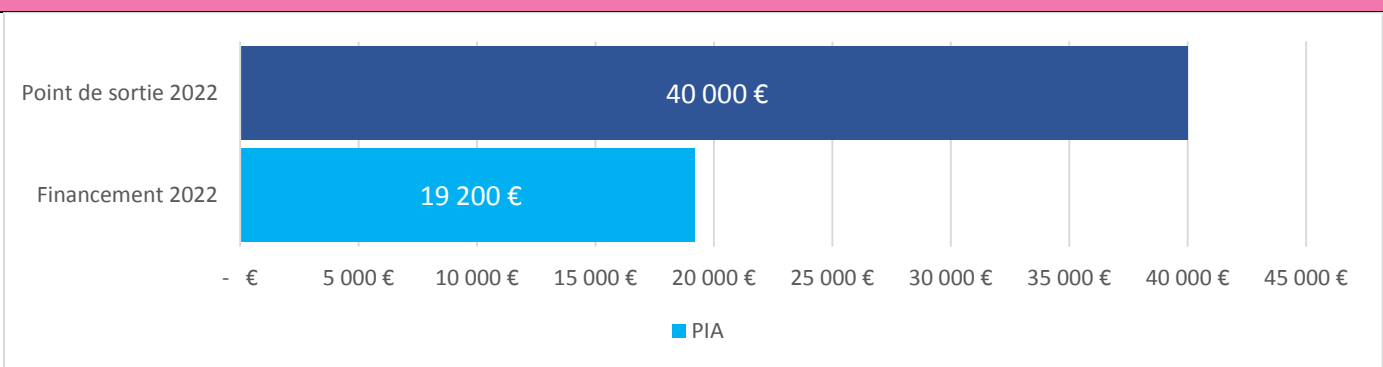 Point de sortie 2022
40 000 €
Financement 2022
19 200 €
- € 5 000 € 10 000 € 15 000 € 20 000 € 25 000 € 30 000 € 35 000 € 40 000 € 45 000 €
PIA